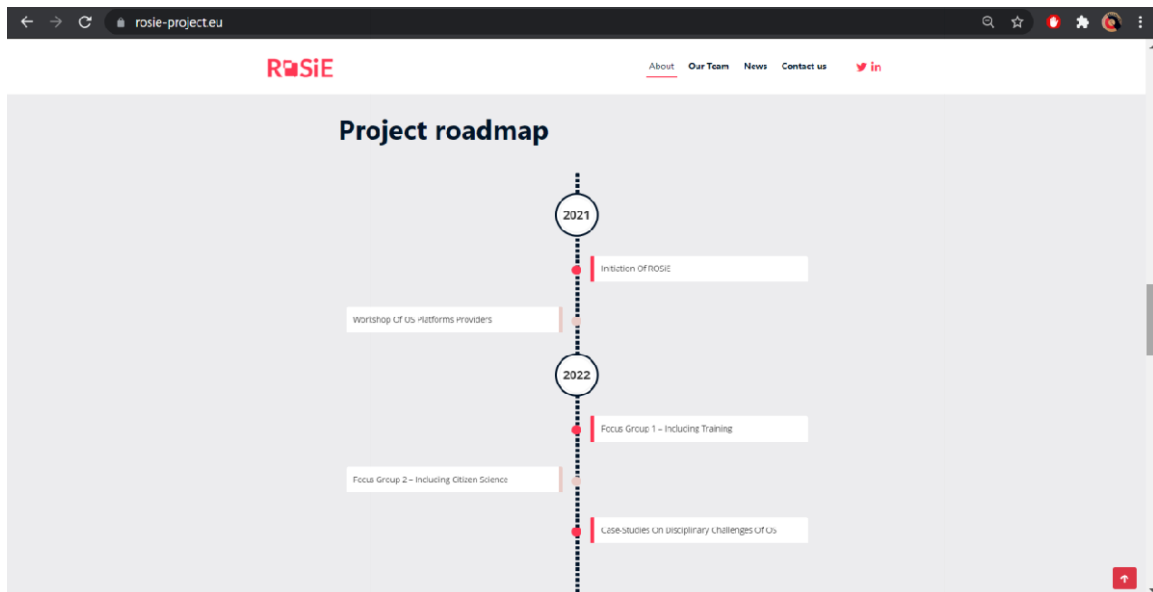 rosie-project.eu
ROSiE
About Our Team News Contact us
Project roadmap
2021
Initiation Of ROSiE
Workshop Of OS Platforms Providers
2022
Focus Group 1 – Including Training
Focus Group 2 – Including Citizen Science
Case-Studies On Disciplinary Challenges Of OS